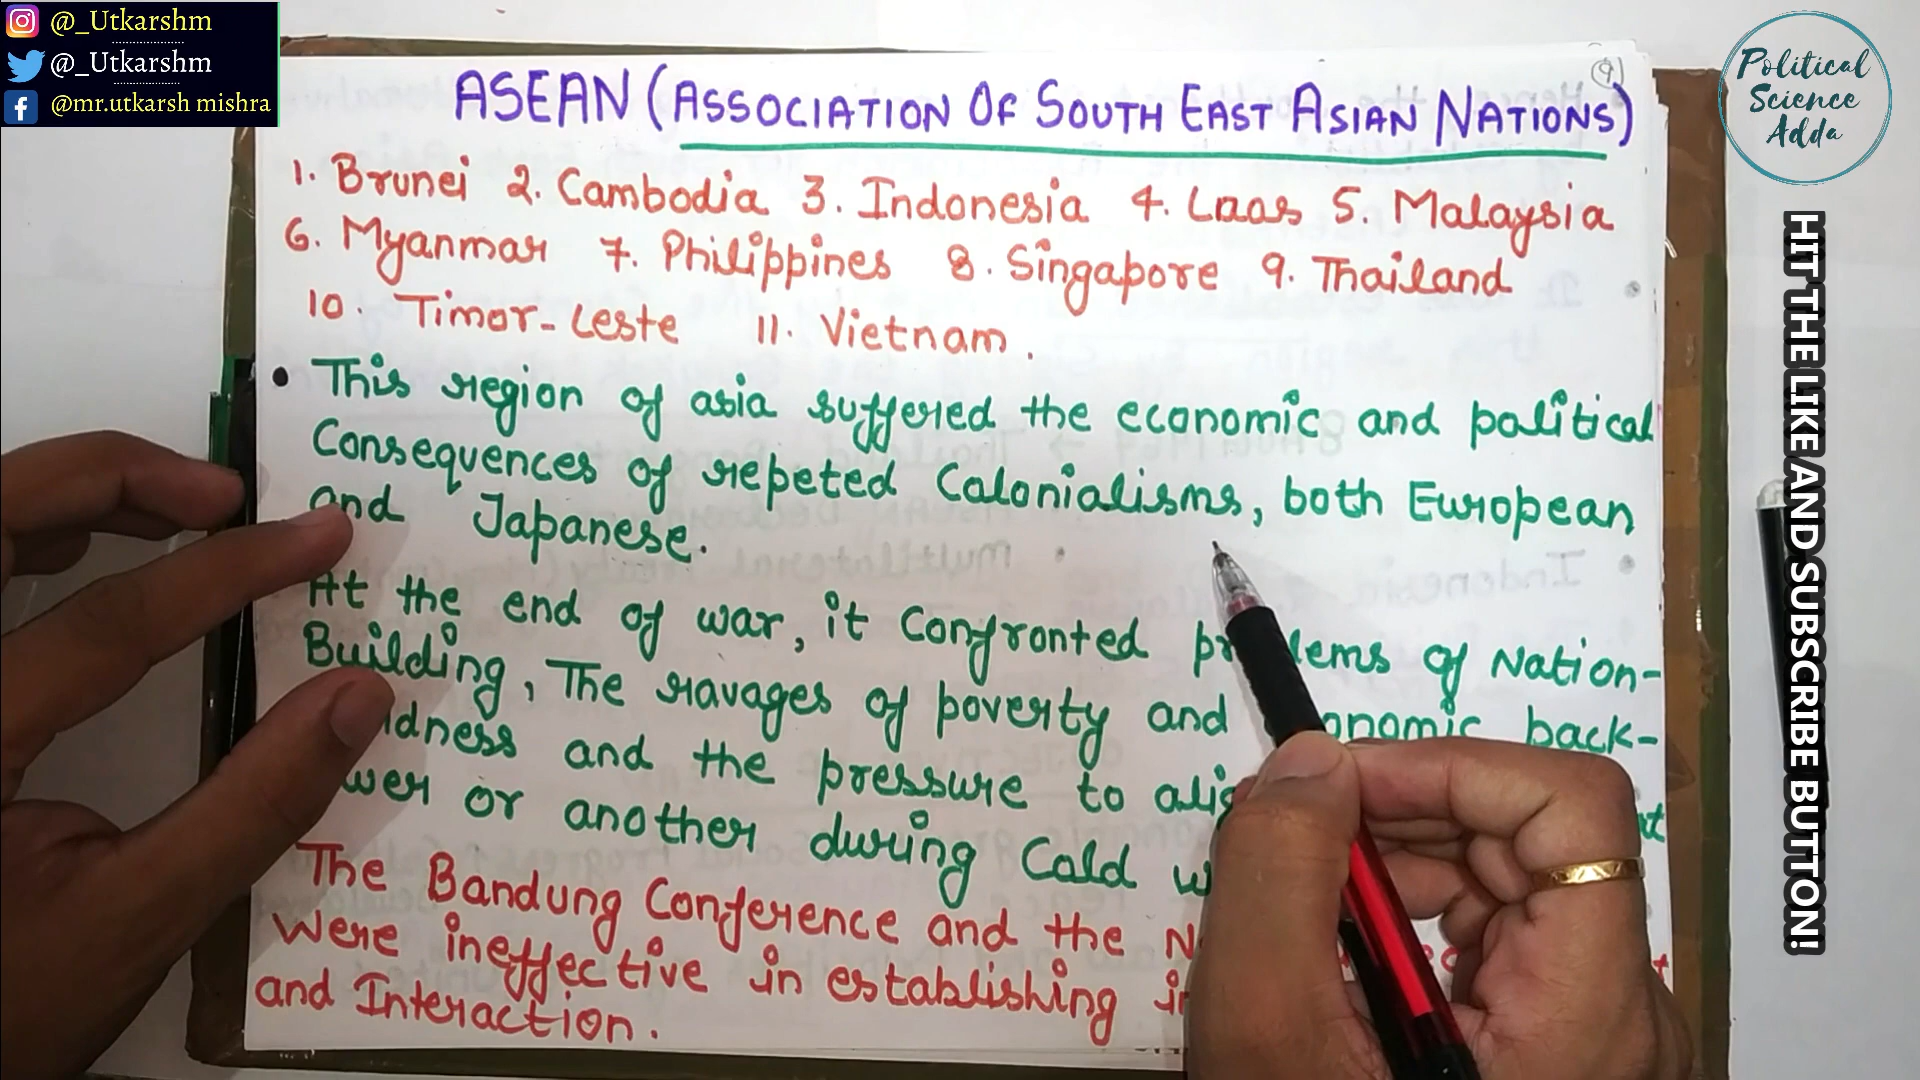 @_Utkarshm
@_Utkarshm
@mr.utkarsh mishra
Political
Science
Adda
HIT THE LIKE AND SUBSCRIBE BUTTON!
9
ASEAN (ASSOCIATION OF SOUTH EAST ASIAN NATIONS)
1. Brunei 2. Cambodia 3. Indonesia 4. Laos 5. Malaysia
6. Myanmar 7. Philippines 8. Singapore 9. Thailand
10. Timor-Leste 11. Vietnam.
• This region of asia suffered the economic and political
Consequences of repeted Colonialisms, both European
and Japanese.
At the end of war, it Confronted of Nation-
Building, The ravages of poverty and back-
and the pressure to
or another during Cold
The Bandung Conference and the
were ineffective in establishing
and Interaction.